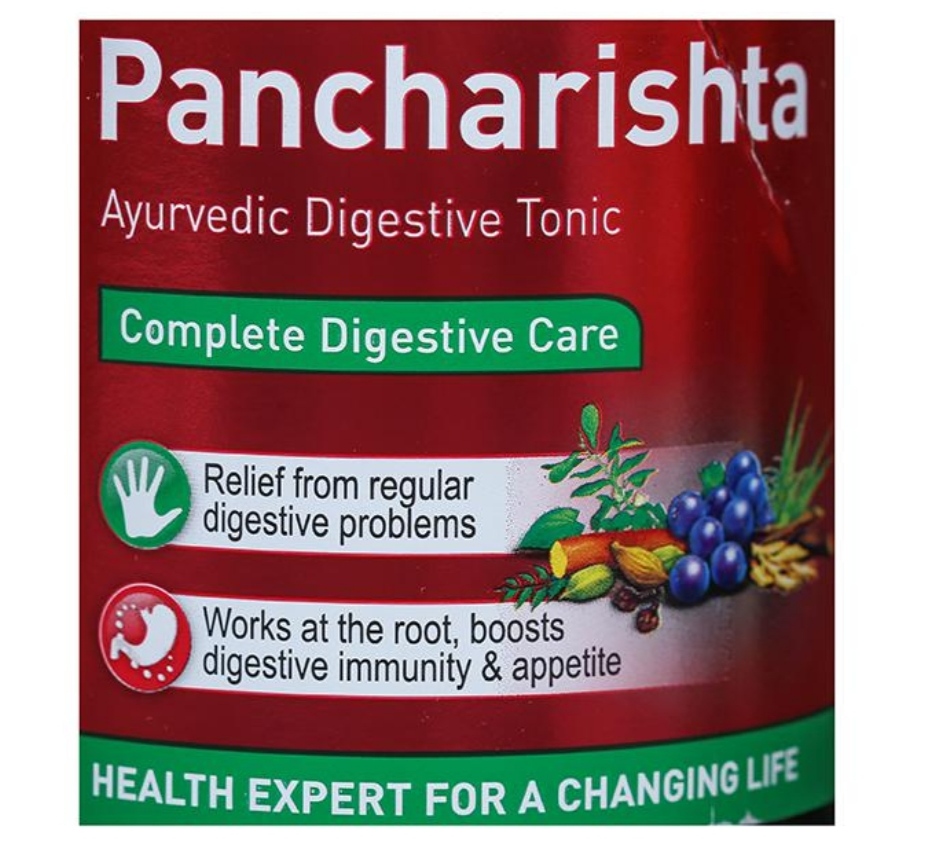 Pancharishta
Ayurvedic Digestive Tonic
Complete Digestive Care
Relief from regular
digestive problems
Works at the root, boosts
digestive immunity & appetite
HEALTH EXPERT FOR A CHANGING LIFE